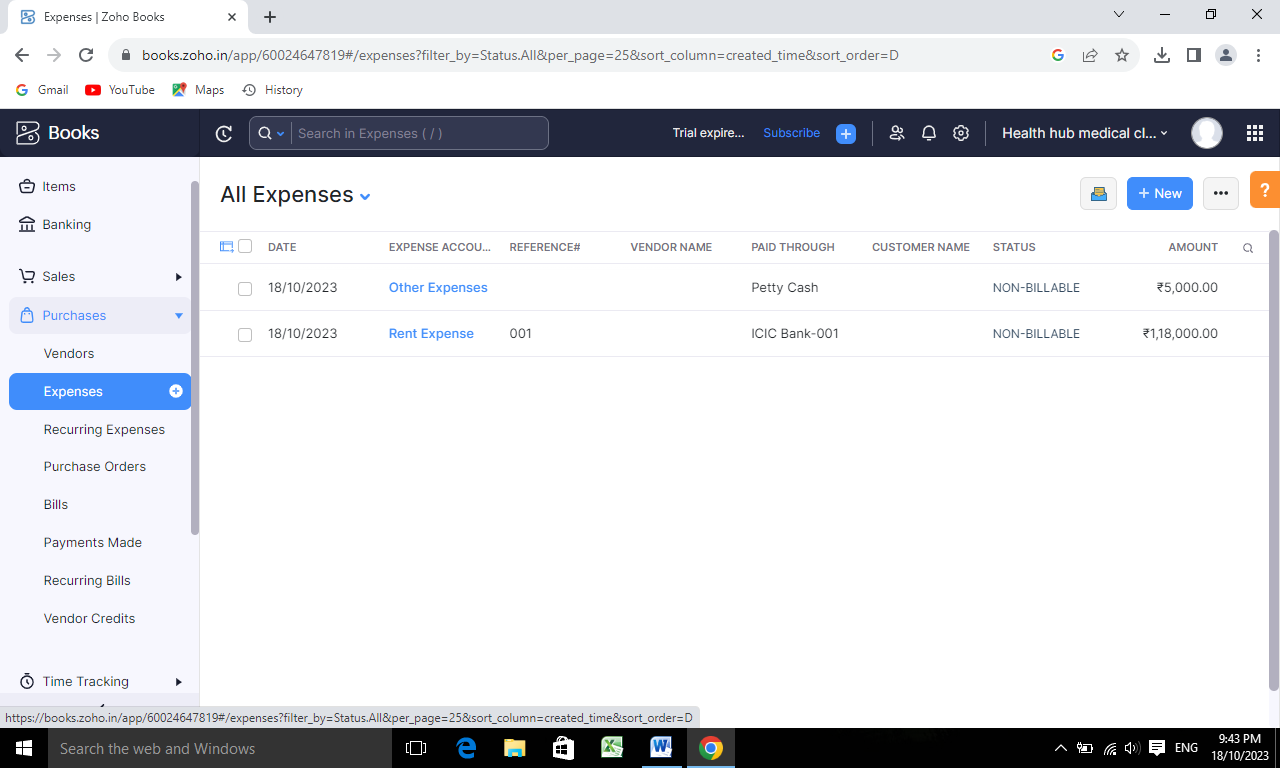 Expenses | Zoho Books
books.zoho.in/app/60024647819#/expenses?filter_by=Status.All&per_page=25&sort_column=created_time&sort_order=D
Gmail YouTube Maps History
Books
Search in Expenses ( / )
Trial expire... Subscribe
Health hub medical cl...
Items
Banking
Sales
Purchases
Vendors
Expenses
Recurring Expenses
Purchase Orders
Bills
Payments Made
Recurring Bills
Vendor Credits
Time Tracking
All Expenses
+ New
?
DATE EXPENSE ACCOU... REFERENCE# VENDOR NAME PAID THROUGH CUSTOMER NAME STATUS AMOUNT
18/10/2023 Other Expenses Petty Cash NON-BILLABLE ₹5,000.00
18/10/2023 Rent Expense 001 ICIC Bank-001 NON-BILLABLE ₹1,18,000.00
https://books.zoho.in/app/60024647819#/expenses?filter_by=Status.All&per_page=25&sort_column=created_time&sort_order=D
Search the web and Windows
ENG
9:43 PM
18/10/2023